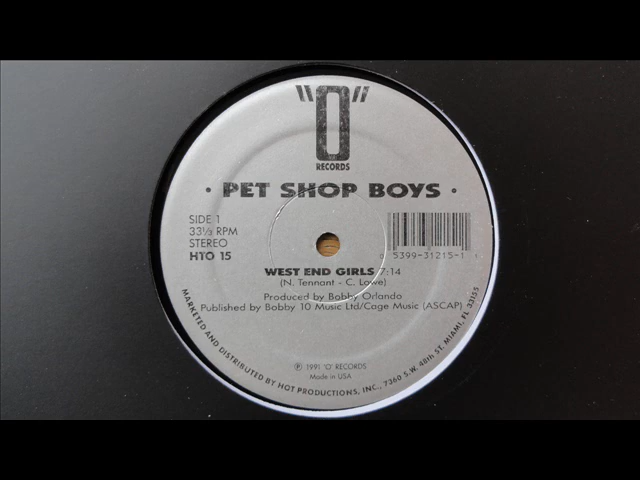 "O"
RECORDS
• PET SHOP BOYS •
SIDE 1
33⅓ RPM
STEREO
HTO 15
5399-31215-1
WEST END GIRLS 7:14
(N. Tennant - C. Lowe)
Produced by Bobby Orlando
Published by Bobby 10 Music Ltd/Cage Music (ASCAP)
℗ 1991 'O' RECORDS
Made in USA
MARKETED AND DISTRIBUTED BY HOT PRODUCTIONS, INC., 7360 S.W. 48th ST. MIAMI, FL 33155